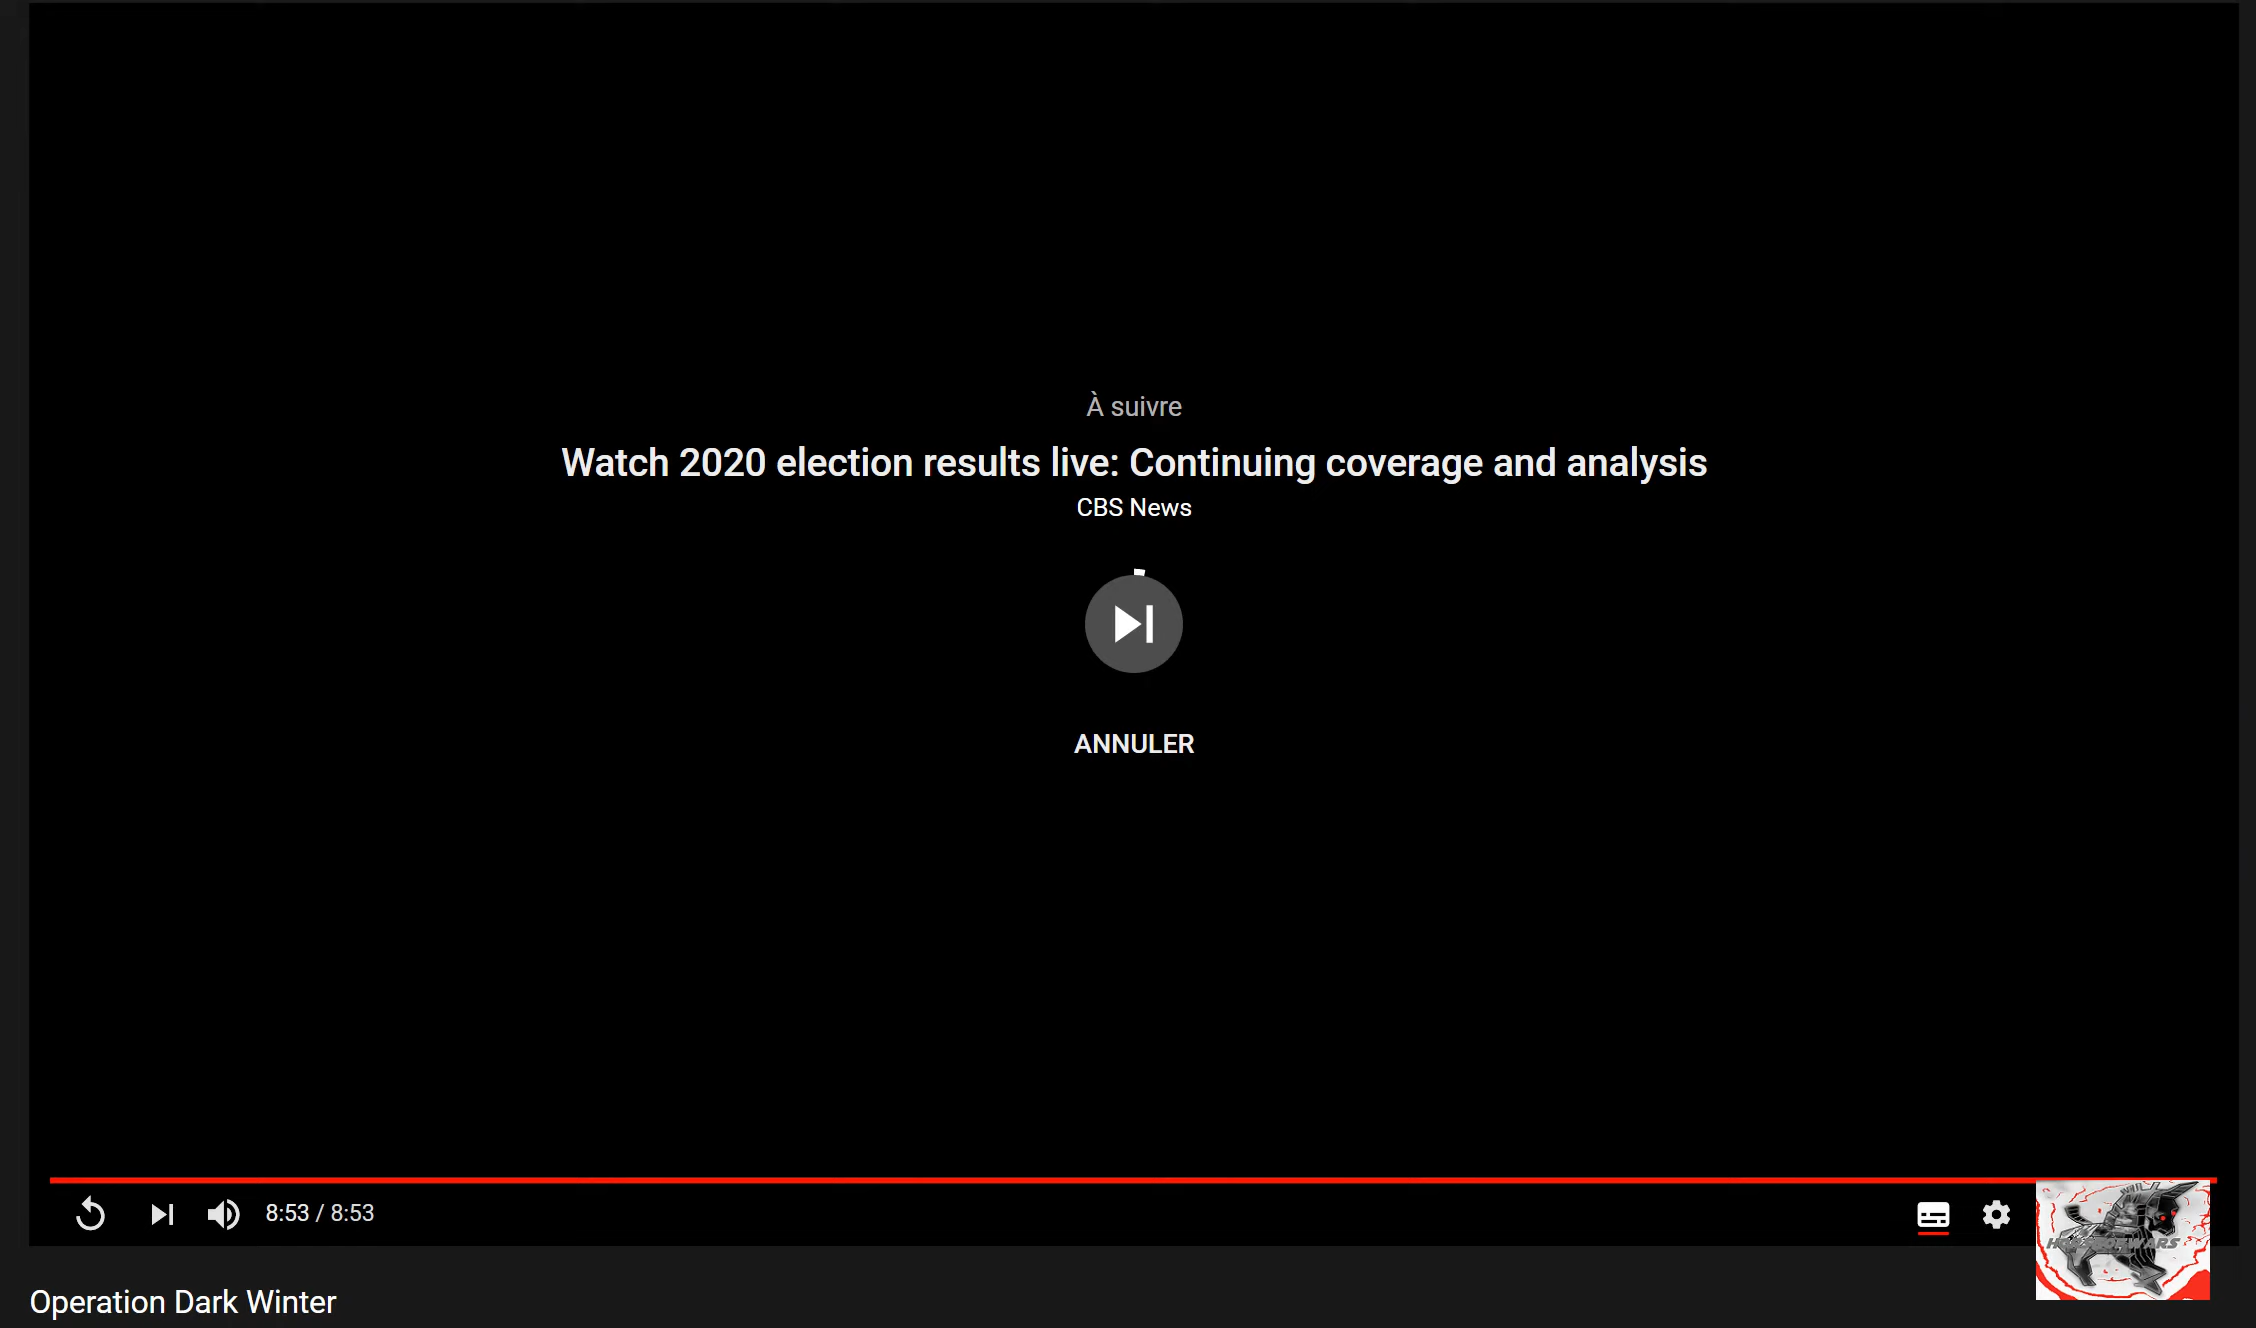 À suivre
Watch 2020 election results live: Continuing coverage and analysis
CBS News
ANNULER
8:53 / 8:53
Operation Dark Winter